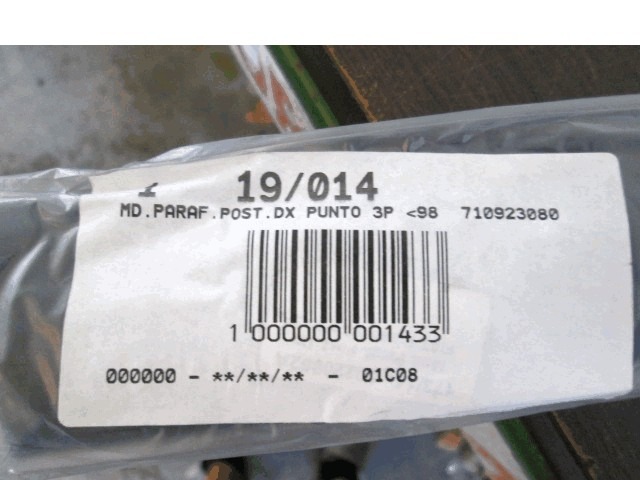 19/014
MD.PARAF.POST.DX PUNTO 3P <98 710923080
1 000000 001433
000000 - **/**/** - 01C08